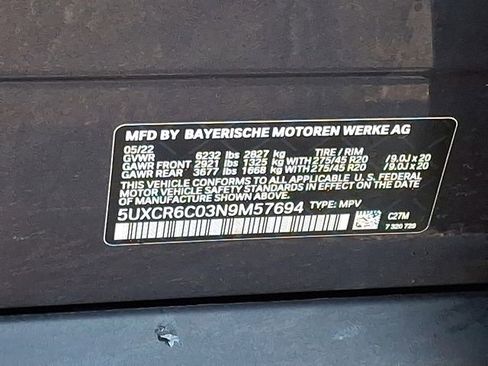 MFD BY BAYERISCHE MOTOREN WERKE AG
05/22 TIRE / RIM
GVWR 6232 lbs 2827 kg
GAWR FRONT 2921 lbs 1325 kg WITH 275/45 R20 /9.0J x 20
GAWR REAR 3677 lbs 1668 kg WITH 275/45 R20 /9.0J x 20
THIS VEHICLE CONFORMS TO ALL APPLICABLE U. S. FEDERAL
MOTOR VEHICLE SAFETY STANDARDS IN EFFECT ON THE
DATE OF MANUFACTURE SHOWN ABOVE.
5UXCR6C03N9M57694 TYPE: MPV
C27M
7 320 729